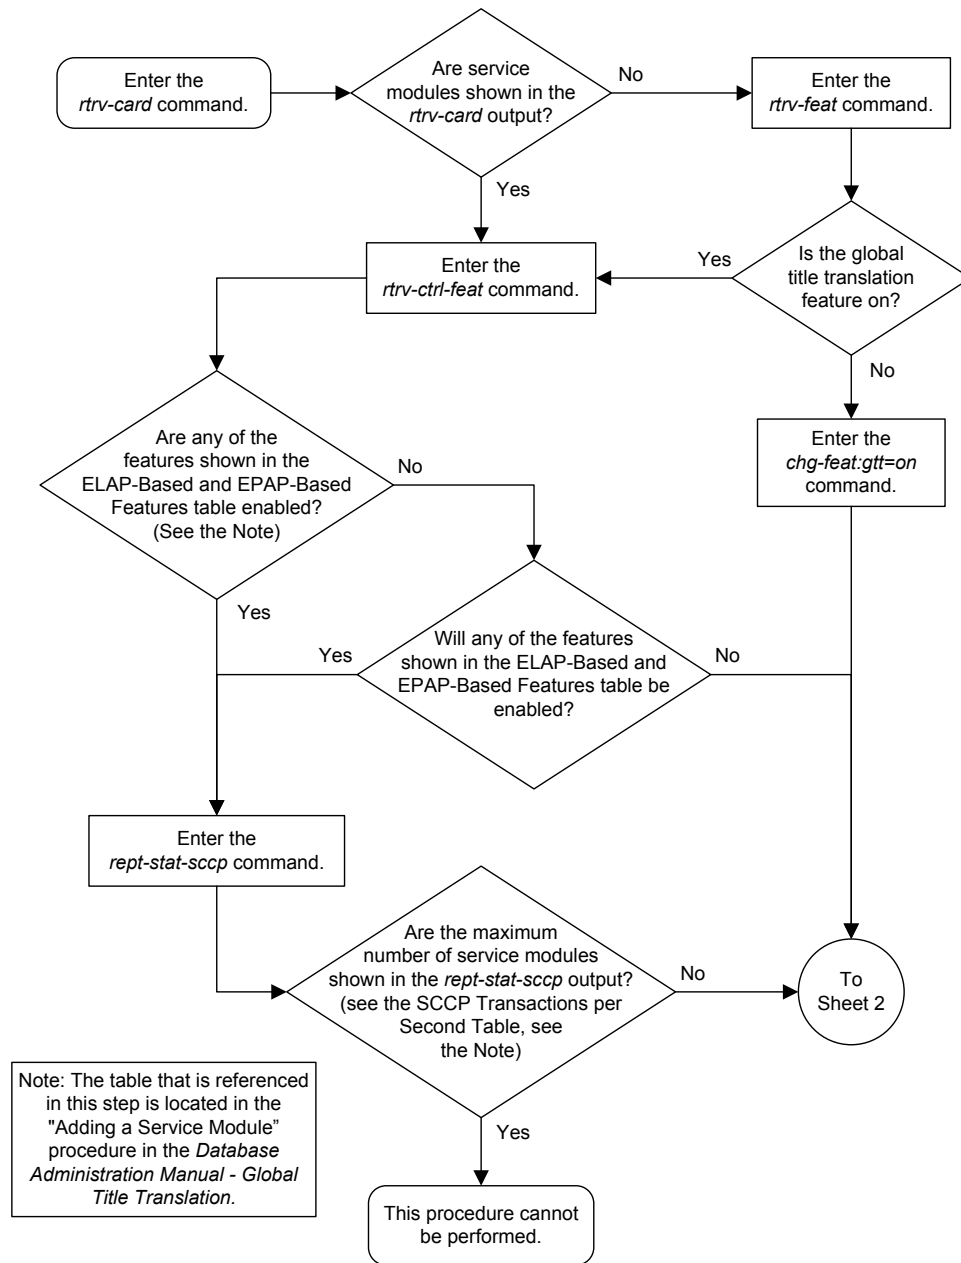 Enter the
rtrv-card command.
Are service
modules shown in the
rtrv-card output?
No
Enter the
rtrv-feat command.
Yes
Enter the
rtrv-ctrl-feat command.
Yes
Is the global
title translation
feature on?
No
Enter the
chg-feat:gtt=on
command.
Are any of the
features shown in the
ELAP-Based and EPAP-Based
Features table enabled?
(See the Note)
No
Yes
Will any of the features
shown in the ELAP-Based and
EPAP-Based Features table be
enabled?
Yes
No
Enter the
rept-stat-sccp command.
Are the maximum
number of service modules
shown in the rept-stat-sccp output?
(see the SCCP Transactions per
Second Table, see
the Note)
No
To
Sheet 2
Yes
This procedure cannot
be performed.
Note: The table that is referenced
in this step is located in the
"Adding a Service Module”
procedure in the Database
Administration Manual - Global
Title Translation.